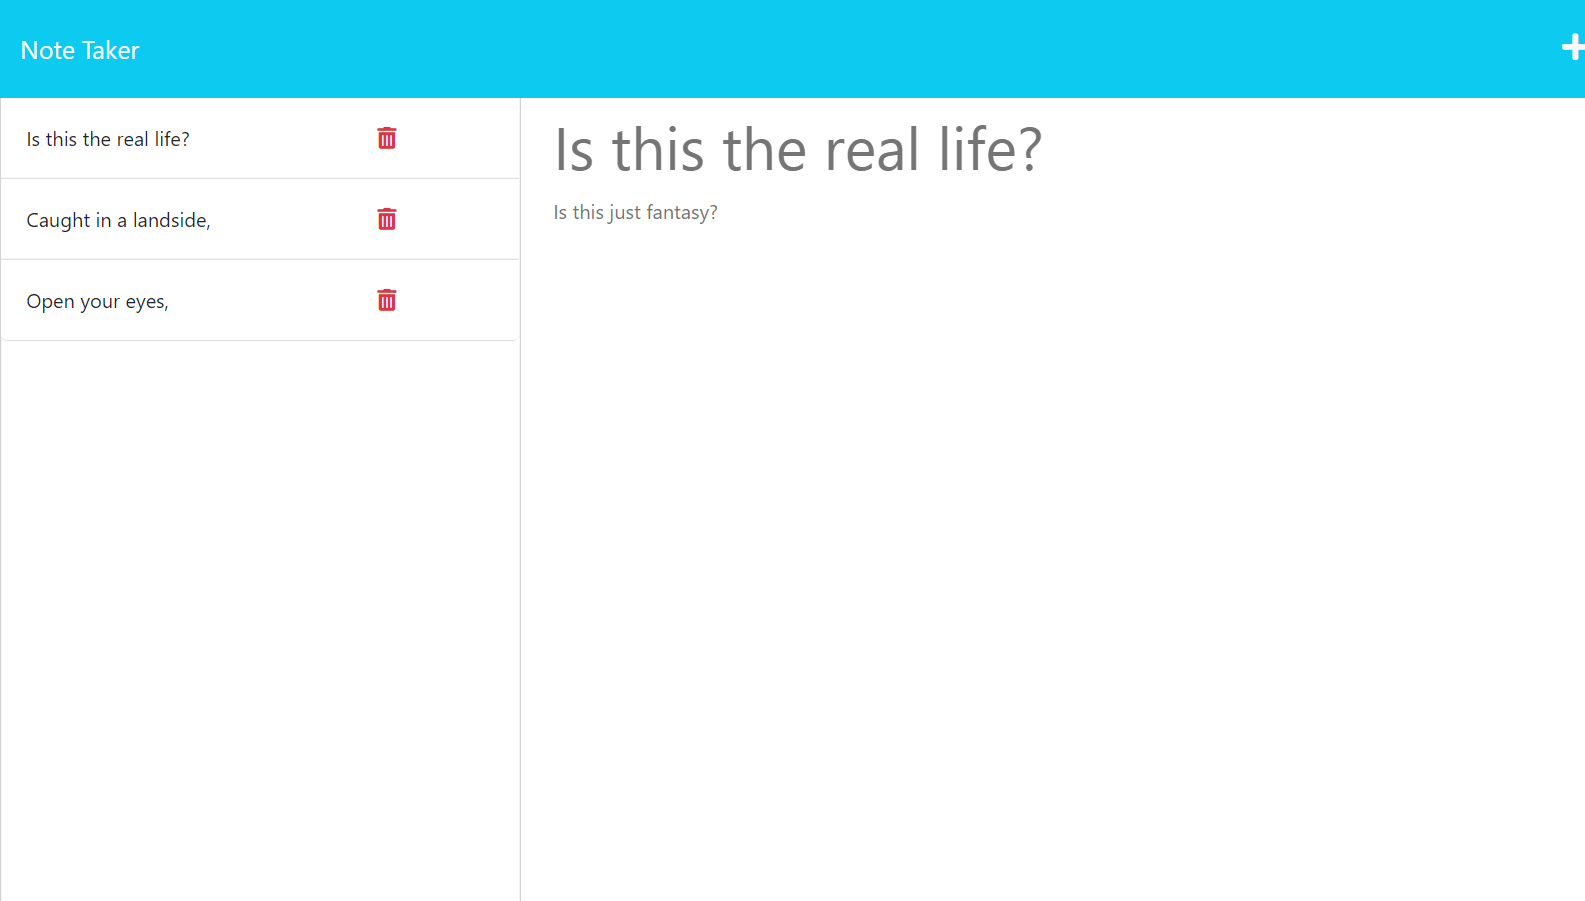 Note Taker
Is this the real life?
Caught in a landside,
Open your eyes,
Is this the real life?
Is this just fantasy?